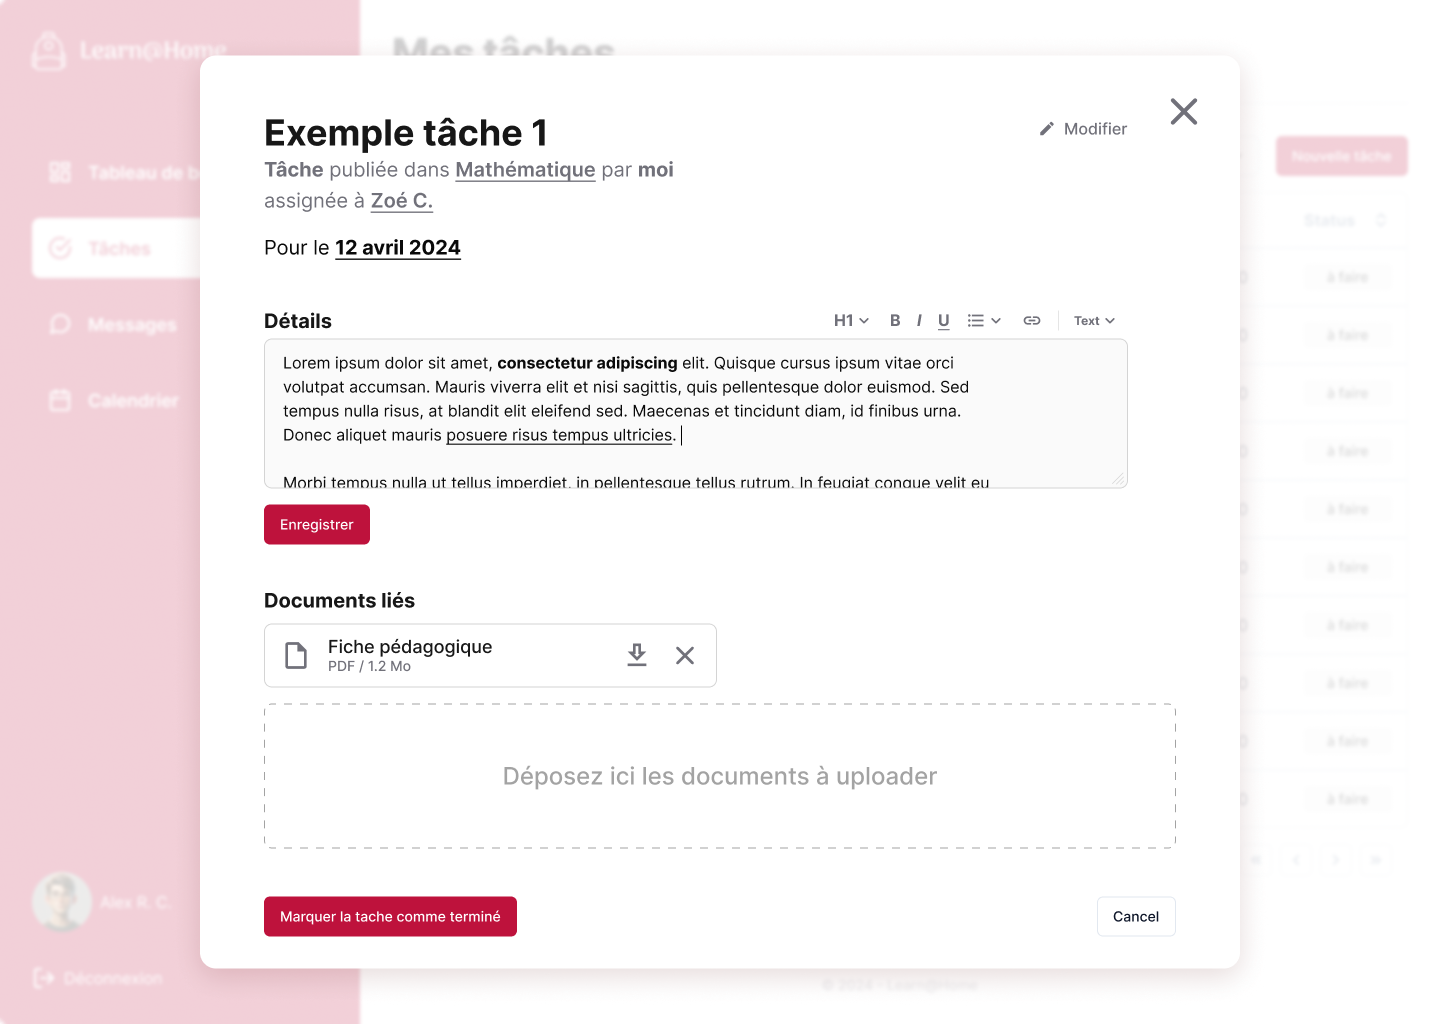 Learn@Home
Mes tâches
Exemple tâche 1
Modifier
Tâche publiée dans Mathématique par moi
assignée à Zoé C.
Pour le 12 avril 2024
Nouvelle tâche
Tableau de b
Tâches
Messages
Calendrier
Status
à faire
à faire
à faire
à faire
à faire
à faire
à faire
à faire
à faire
à faire
Détails
H1 B I U Text
Lorem ipsum dolor sit amet, consectetur adipiscing elit. Quisque cursus ipsum vitae orci
volutpat accumsan. Mauris viverra elit et nisi sagittis, quis pellentesque dolor euismod. Sed
tempus nulla risus, at blandit elit eleifend sed. Maecenas et tincidunt diam, id finibus urna.
Donec aliquet mauris posuere risus tempus ultricies.
Morbi tempus nulla ut tellus imperdiet, in pellentesque tellus rutrum. In feugiat congue velit eu
Enregistrer
Documents liés
Fiche pédagogique
PDF / 1.2 Mo
Déposez ici les documents à uploader
Marquer la tache comme terminé
Cancel
Alex R. C.
Déconnexion
© 2024 - Learn@Home